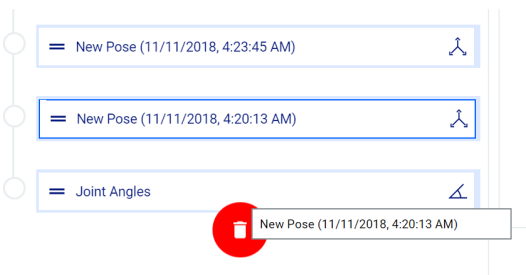 New Pose (11/11/2018, 4:23:45 AM)
New Pose (11/11/2018, 4:20:13 AM)
Joint Angles
New Pose (11/11/2018, 4:20:13 AM)